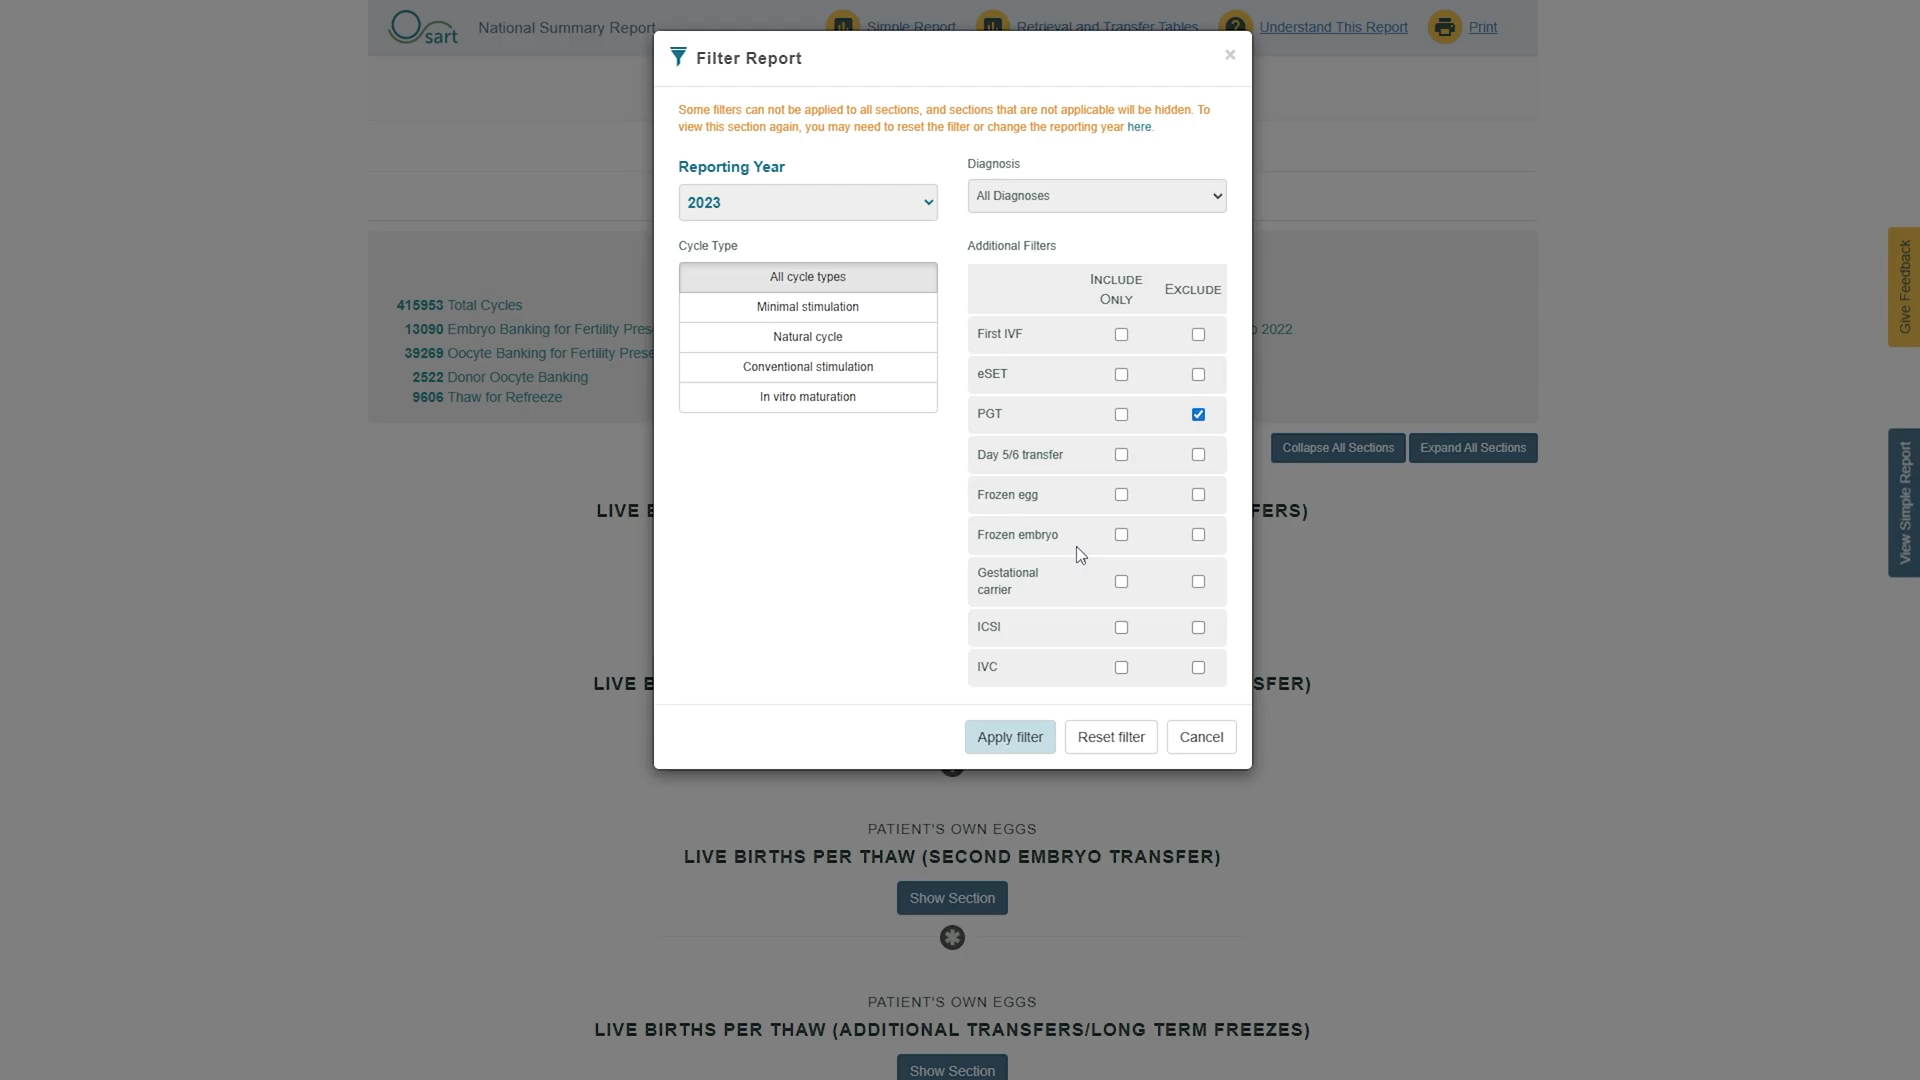 sart
National Summary Report
Simple Report
Retrieval and Transfer Tables
Understand This Report
Print
Filter Report
×
Some filters can not be applied to all sections, and sections that are not applicable will be hidden. To
view this section again, you may need to reset the filter or change the reporting year here.
Reporting Year
2023
Cycle Type
All cycle types
Minimal stimulation
Natural cycle
Conventional stimulation
In vitro maturation
Diagnosis
All Diagnoses
Additional Filters
INCLUDE
ONLY
EXCLUDE
First IVF
eSET
PGT
Day 5/6 transfer
Frozen egg
Frozen embryo
Gestational
carrier
ICSI
IVC
Apply filter
Reset filter
Cancel
415953 Total Cycles
13090 Embryo Banking for Fertility
39269 Oocyte Banking for Fertility
2522 Donor Oocyte Banking
9606 Thaw for Refreeze
2022
Collapse All Sections
Expand All Sections
LIVE
LIVE
PATIENT'S OWN EGGS
LIVE BIRTHS PER THAW (SECOND EMBRYO TRANSFER)
Show Section
PATIENT'S OWN EGGS
LIVE BIRTHS PER THAW (ADDITIONAL TRANSFERS/LONG TERM FREEZES)
Show Section
Give Feedback
View Simple Report